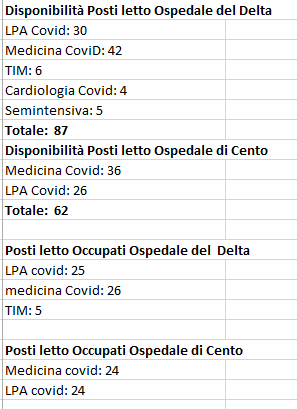 Disponibilità Posti letto Ospedale del Delta
LPA Covid: 30
Medicina CoviD: 42
TIM: 6
Cardiologia Covid: 4
Semintensiva: 5
Totale: 87
Disponibilità Posti letto Ospedale di Cento
Medicina Covid: 36
LPA Covid: 26
Totale: 62
Posti letto Occupati Ospedale del Delta
LPA covid: 25
medicina Covid: 26
TIM: 5
Posti letto Occupati Ospedale di Cento
Medicina covid: 24
LPA covid: 24